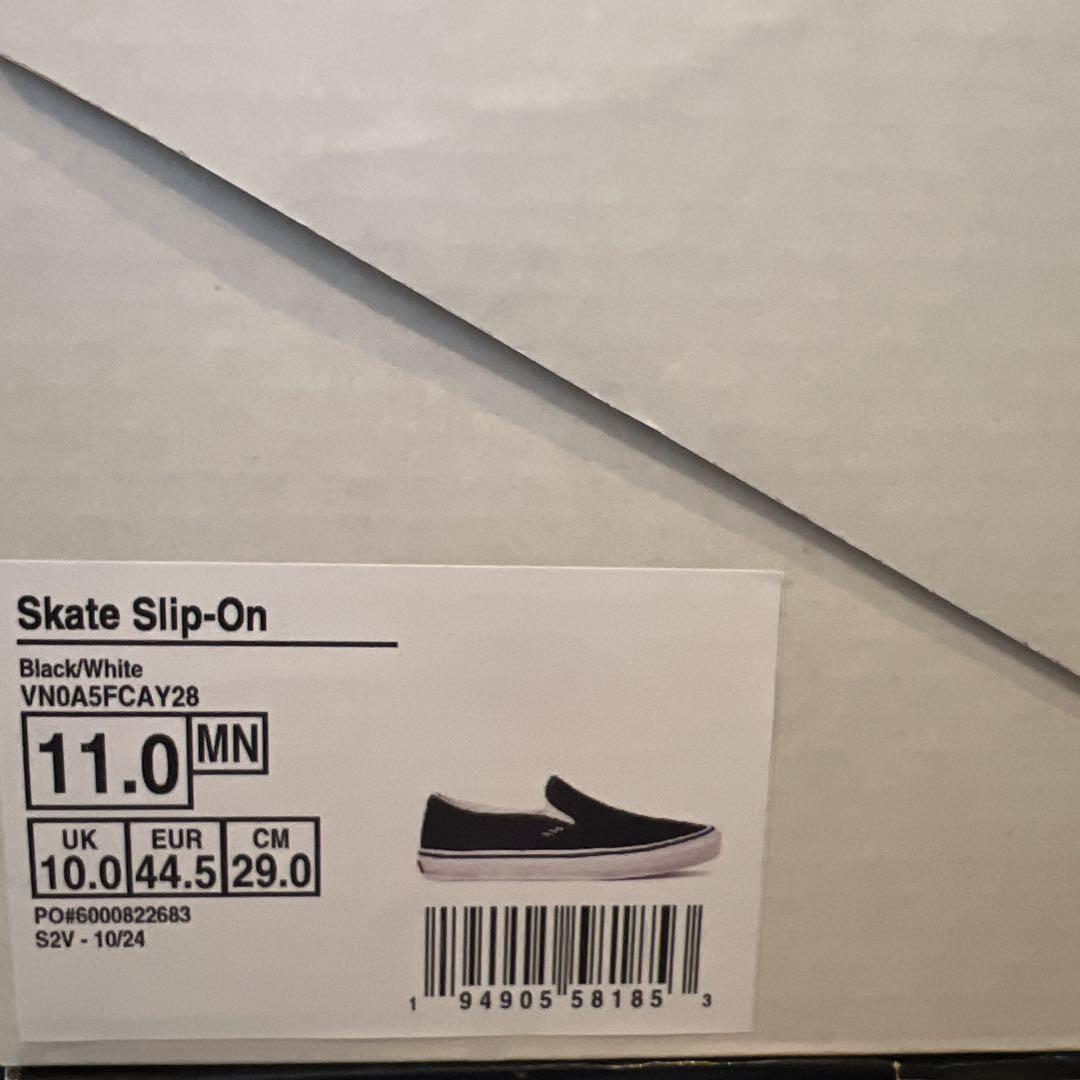 Skate Slip-On
Black/White
VN0A5FCAY28
11.0 MN
UK EUR CM
10.0 44.5 29.0
PO#6000822683
S2V - 10/24
1 94905 58185 3